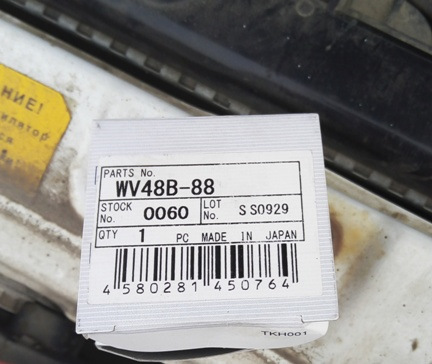 НИЕ!
PARTS No.
WV48B-88
STOCK No. 0060 LOT No. SS0929
QTY 1 PC MADE IN JAPAN
4 580281 450764
TKH001